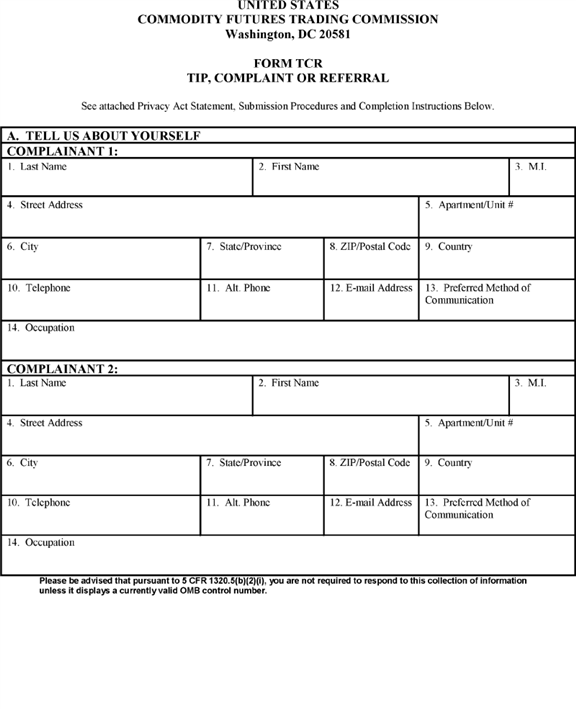 UNITED STATES
COMMODITY FUTURES TRADING COMMISSION
Washington, DC 20581
FORM TCR
TIP, COMPLAINT OR REFERRAL
See attached Privacy Act Statement, Submission Procedures and Completion Instructions Below.
A. TELL US ABOUT YOURSELF
COMPLAINANT 1:
1. Last Name 2. First Name 3. M.I.
4. Street Address 5. Apartment/Unit #
6. City 7. State/Province 8. ZIP/Postal Code 9. Country
10. Telephone 11. Alt. Phone 12. E-mail Address 13. Preferred Method of
Communication
14. Occupation
COMPLAINANT 2:
1. Last Name 2. First Name 3. M.I.
4. Street Address 5. Apartment/Unit #
6. City 7. State/Province 8. ZIP/Postal Code 9. Country
10. Telephone 11. Alt. Phone 12. E-mail Address 13. Preferred Method of
Communication
14. Occupation
Please be advised that pursuant to 5 CFR 1320.5(b)(2)(i), you are not required to respond to this collection of information
unless it displays a currently valid OMB control number.